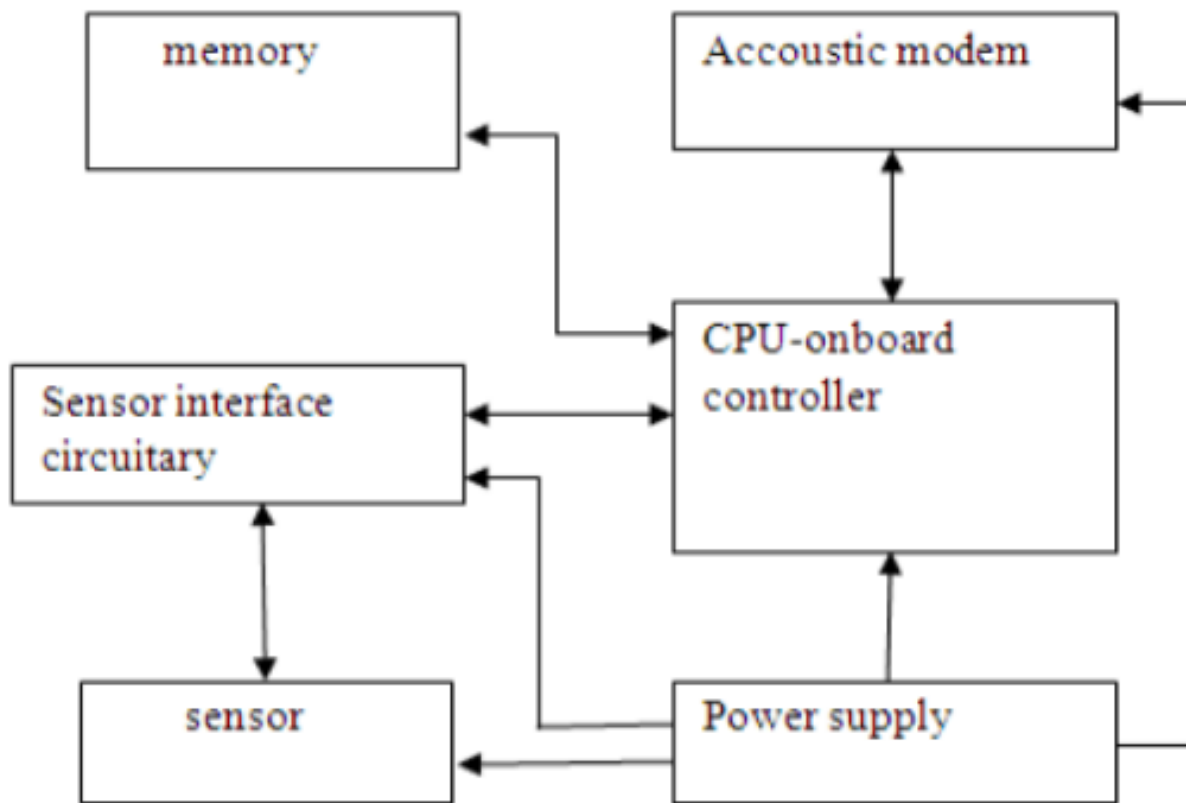 memory
Accoustic modem
CPU-onboard
controller
Sensor interface
circuitary
sensor
Power supply